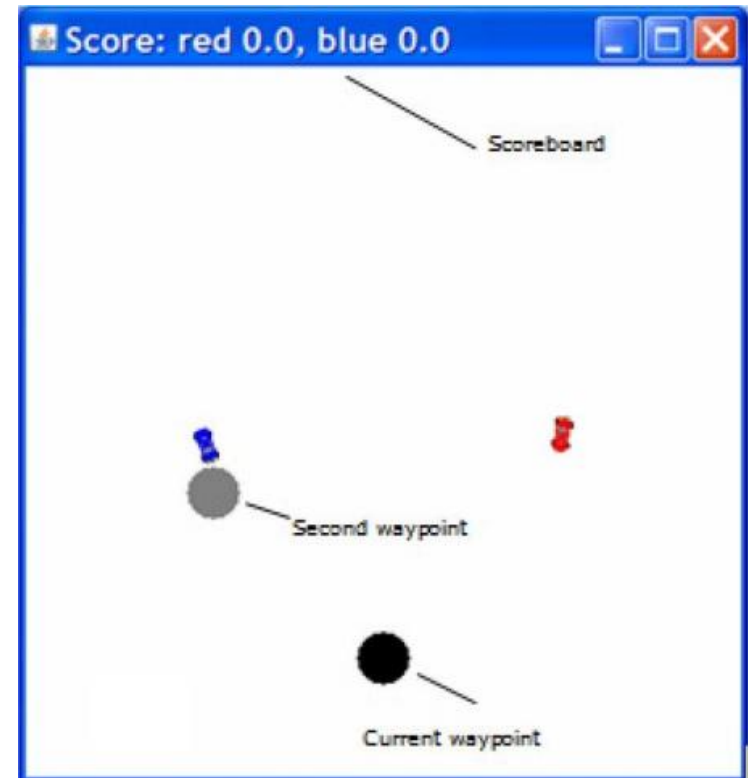 Score: red 0.0, blue 0.0
Scoreboard
Second waypoint
Current waypoint